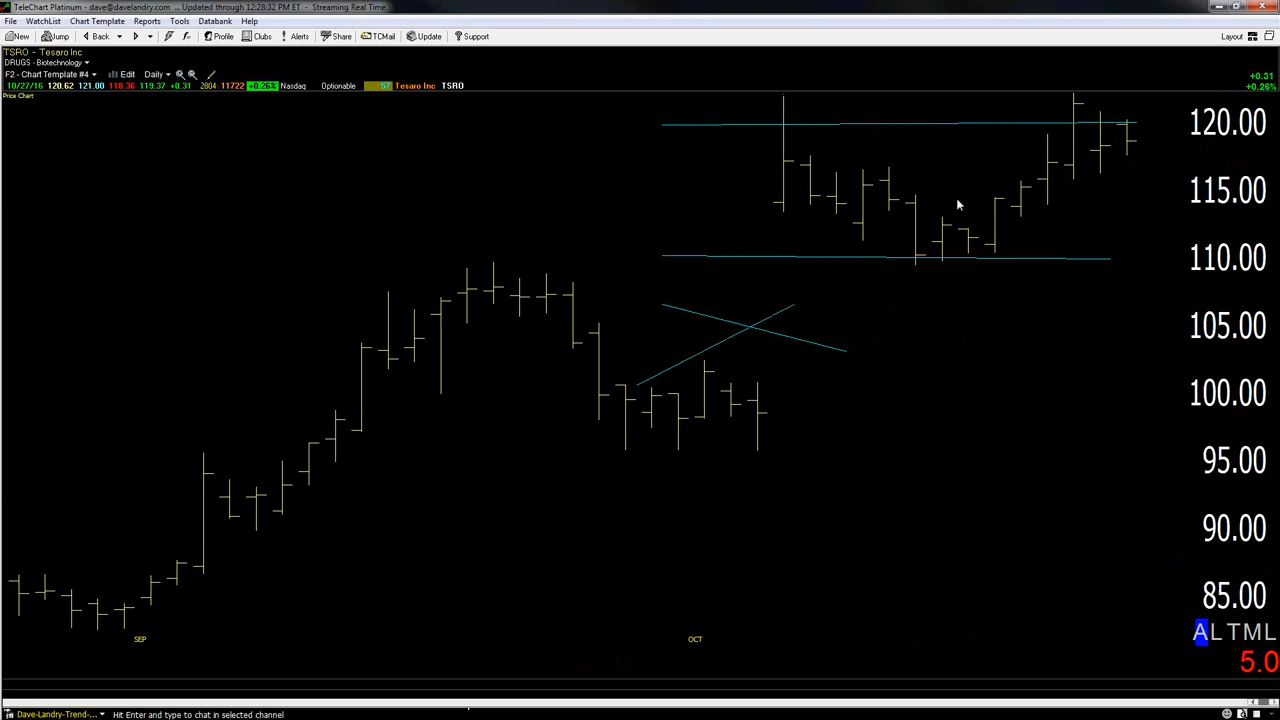 TeleChart Platinum - dave@davelandry.com ... Updated through 12:28:32 PM ET - Streaming Real Time
File WatchList Chart Template Reports Tools Databank Help
New Jump Back Profile Clubs Alerts Share TCMail Update Support Layout
TSRO - Tesaro Inc
DRUGS - Biotechnology
F2 - Chart Template #4 Edit Daily +0.31
10/27/16 120.62 121.00 118.36 119.37 +0.31 2804 11722 +0.26% Nasdaq Optionable 57 Tesaro Inc TSRO +0.26%
Price Chart
120.00
115.00
110.00
105.00
100.00
95.00
90.00
85.00
ALTML
SEP OCT
5.0
Dave-Landry-Trend-... Hit Enter and type to chat in selected channel